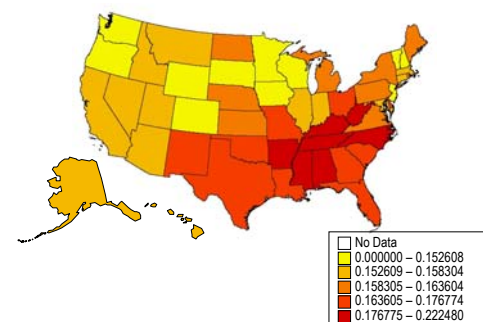 No Data
0.000000 – 0.152608
0.152609 – 0.158304
0.158305 – 0.163604
0.163605 – 0.176774
0.176775 – 0.222480